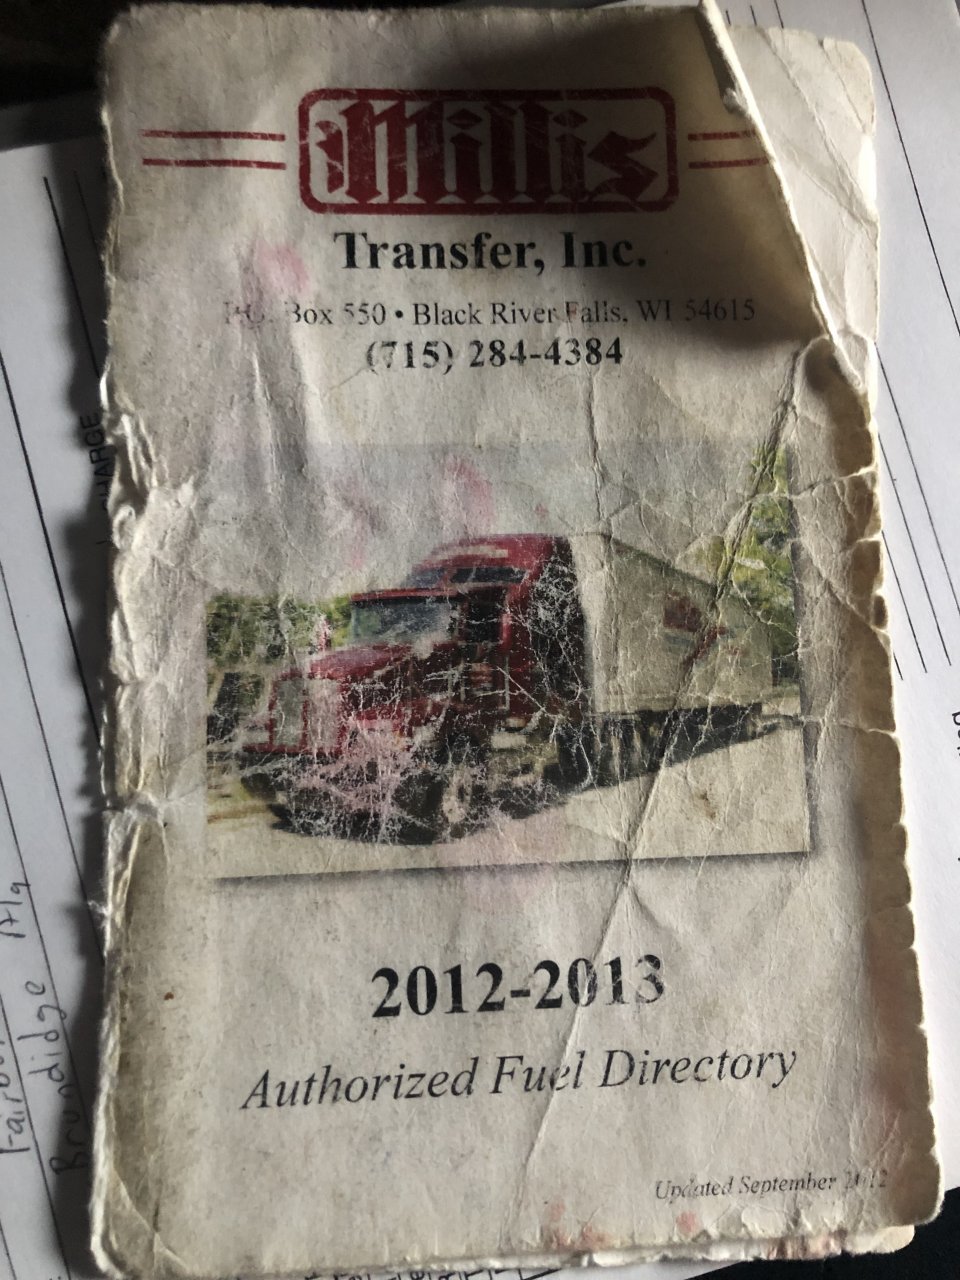 Millis
Transfer, Inc.
P.O. Box 550 • Black River Falls, WI 54615
(715) 284-4384
2012-2013
Authorized Fuel Directory
Updated September 2012
Brundidge